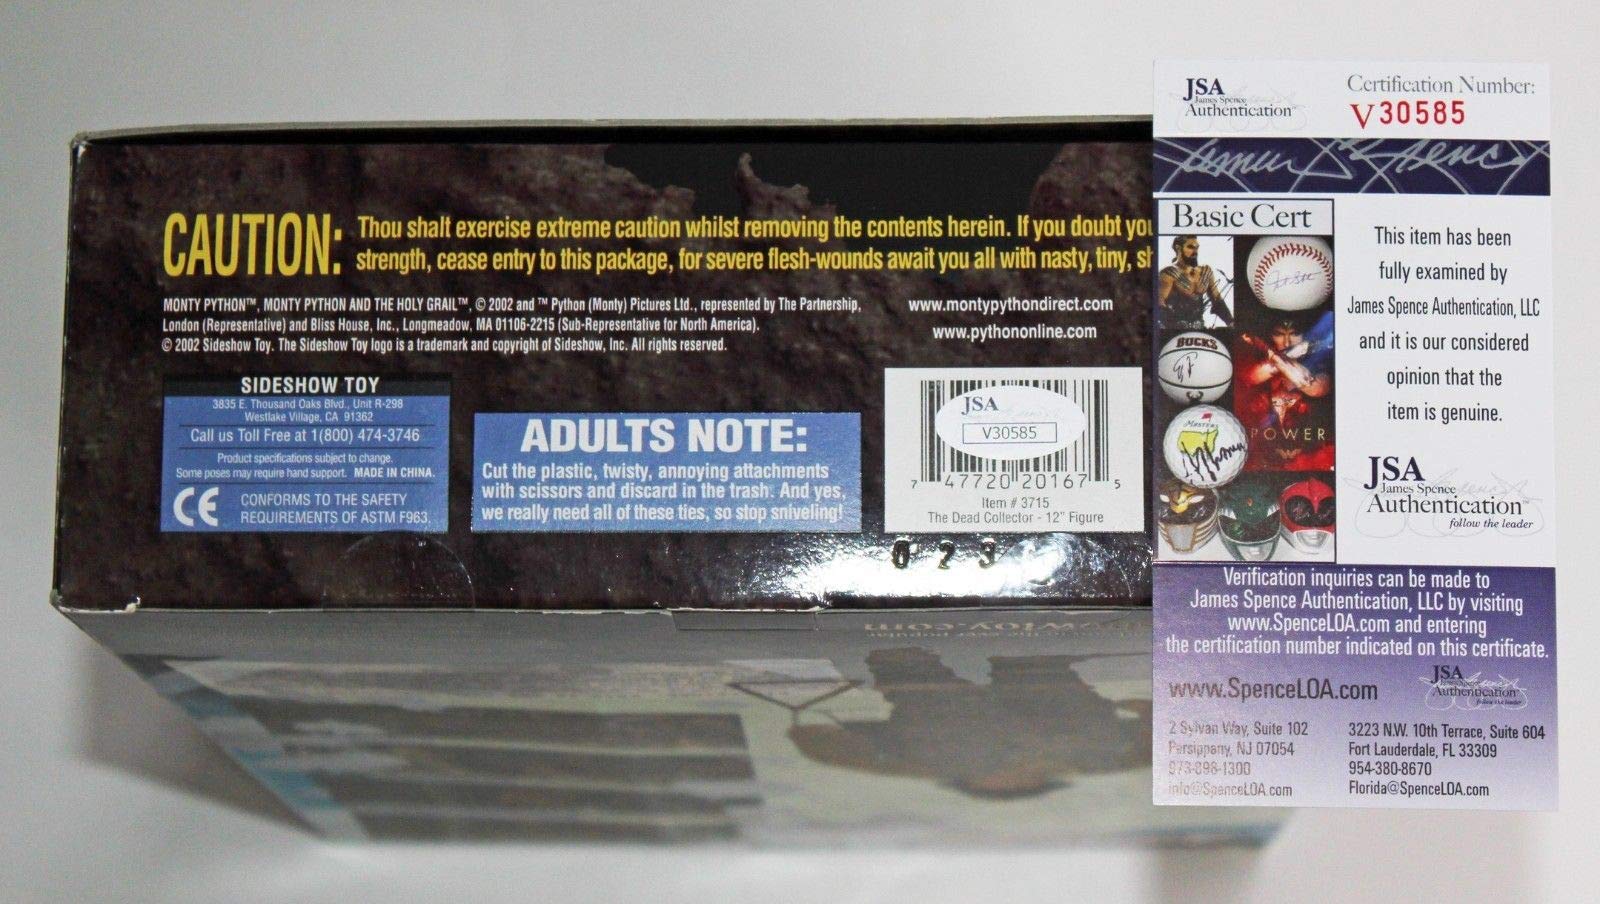 CAUTION: Thou shalt exercise extreme caution whilst removing the contents herein. If you doubt you
strength, cease entry to this package, for severe flesh-wounds await you all with nasty, tiny, sh
MONTY PYTHON™, MONTY PYTHON AND THE HOLY GRAIL™, © 2002 and ™ Python (Monty) Pictures Ltd., represented by The Partnership,
London (Representative) and Bliss House, Inc., Longmeadow, MA 01106-2215 (Sub-Representative for North America).
© 2002 Sideshow Toy. The Sideshow Toy logo is a trademark and copyright of Sideshow, Inc. All rights reserved.
www.montypythondirect.com
www.pythononline.com
SIDESHOW TOY
3835 E. Thousand Oaks Blvd., Unit R-298
Westlake Village, CA 91362
Call us Toll Free at 1(800) 474-3746
Product specifications subject to change.
Some poses may require hand support. MADE IN CHINA.
CE CONFORMS TO THE SAFETY
REQUIREMENTS OF ASTM F963.
ADULTS NOTE:
Cut the plastic, twisty, annoying attachments
with scissors and discard in the trash. And yes,
we really need all of these ties, so stop sniveling!
JSA
V30585
7 47720 20167 5
Item # 3715
The Dead Collector - 12" Figure
023
JSA
James Spence
Authentication™
Certification Number:
V30585
James Spence
Basic Cert
BUCKS
Masters
POWER
This item has been
fully examined by
James Spence Authentication, LLC
and it is our considered
opinion that the
item is genuine.
JSA
James Spence
Authentication™
follow the leader
Verification inquiries can be made to
James Spence Authentication, LLC by visiting
www.SpenceLOA.com and entering
the certification number indicated on this certificate.
www.SpenceLOA.com
JSA
James Spence
Authentication™
follow the leader
2 Sylvan Way, Suite 102
Parsippany, NJ 07054
973-898-1300
info@SpenceLOA.com
3223 N.W. 10th Terrace, Suite 604
Fort Lauderdale, FL 33309
954-380-8670
Florida@SpenceLOA.com